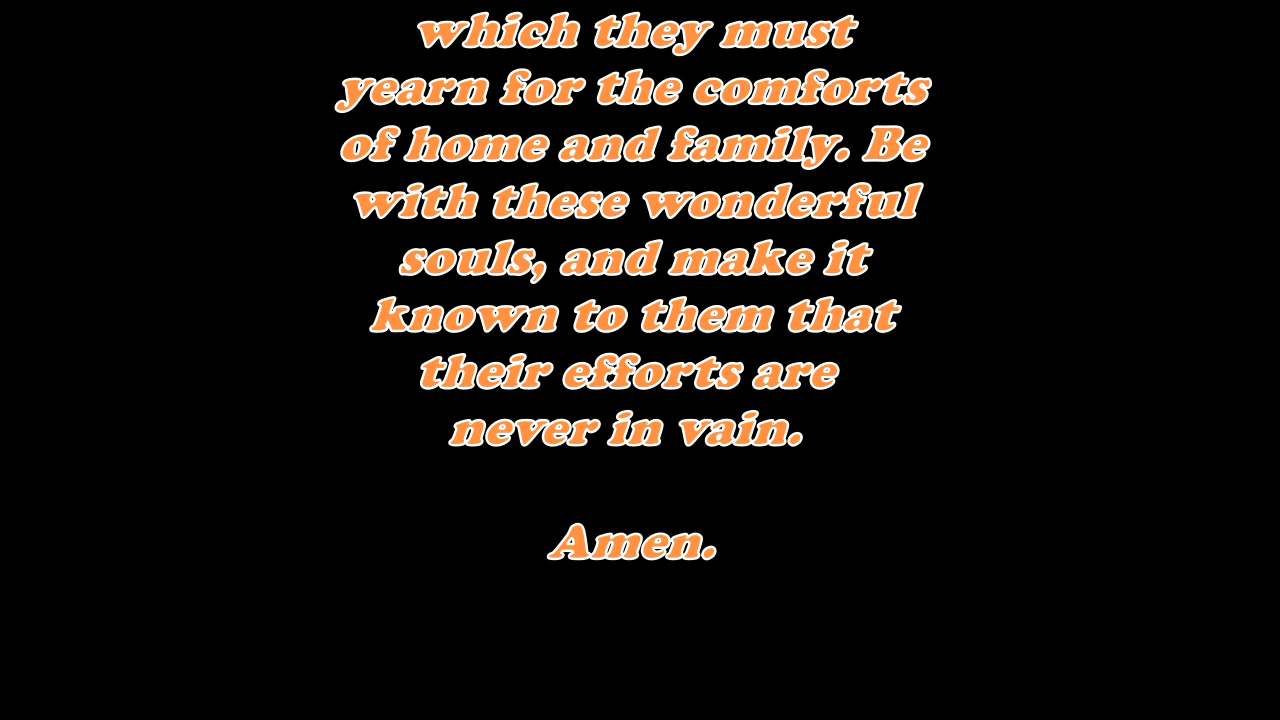 which they must
yearn for the comforts
of home and family. Be
with these wonderful
souls, and make it
known to them that
their efforts are
never in vain.
Amen.